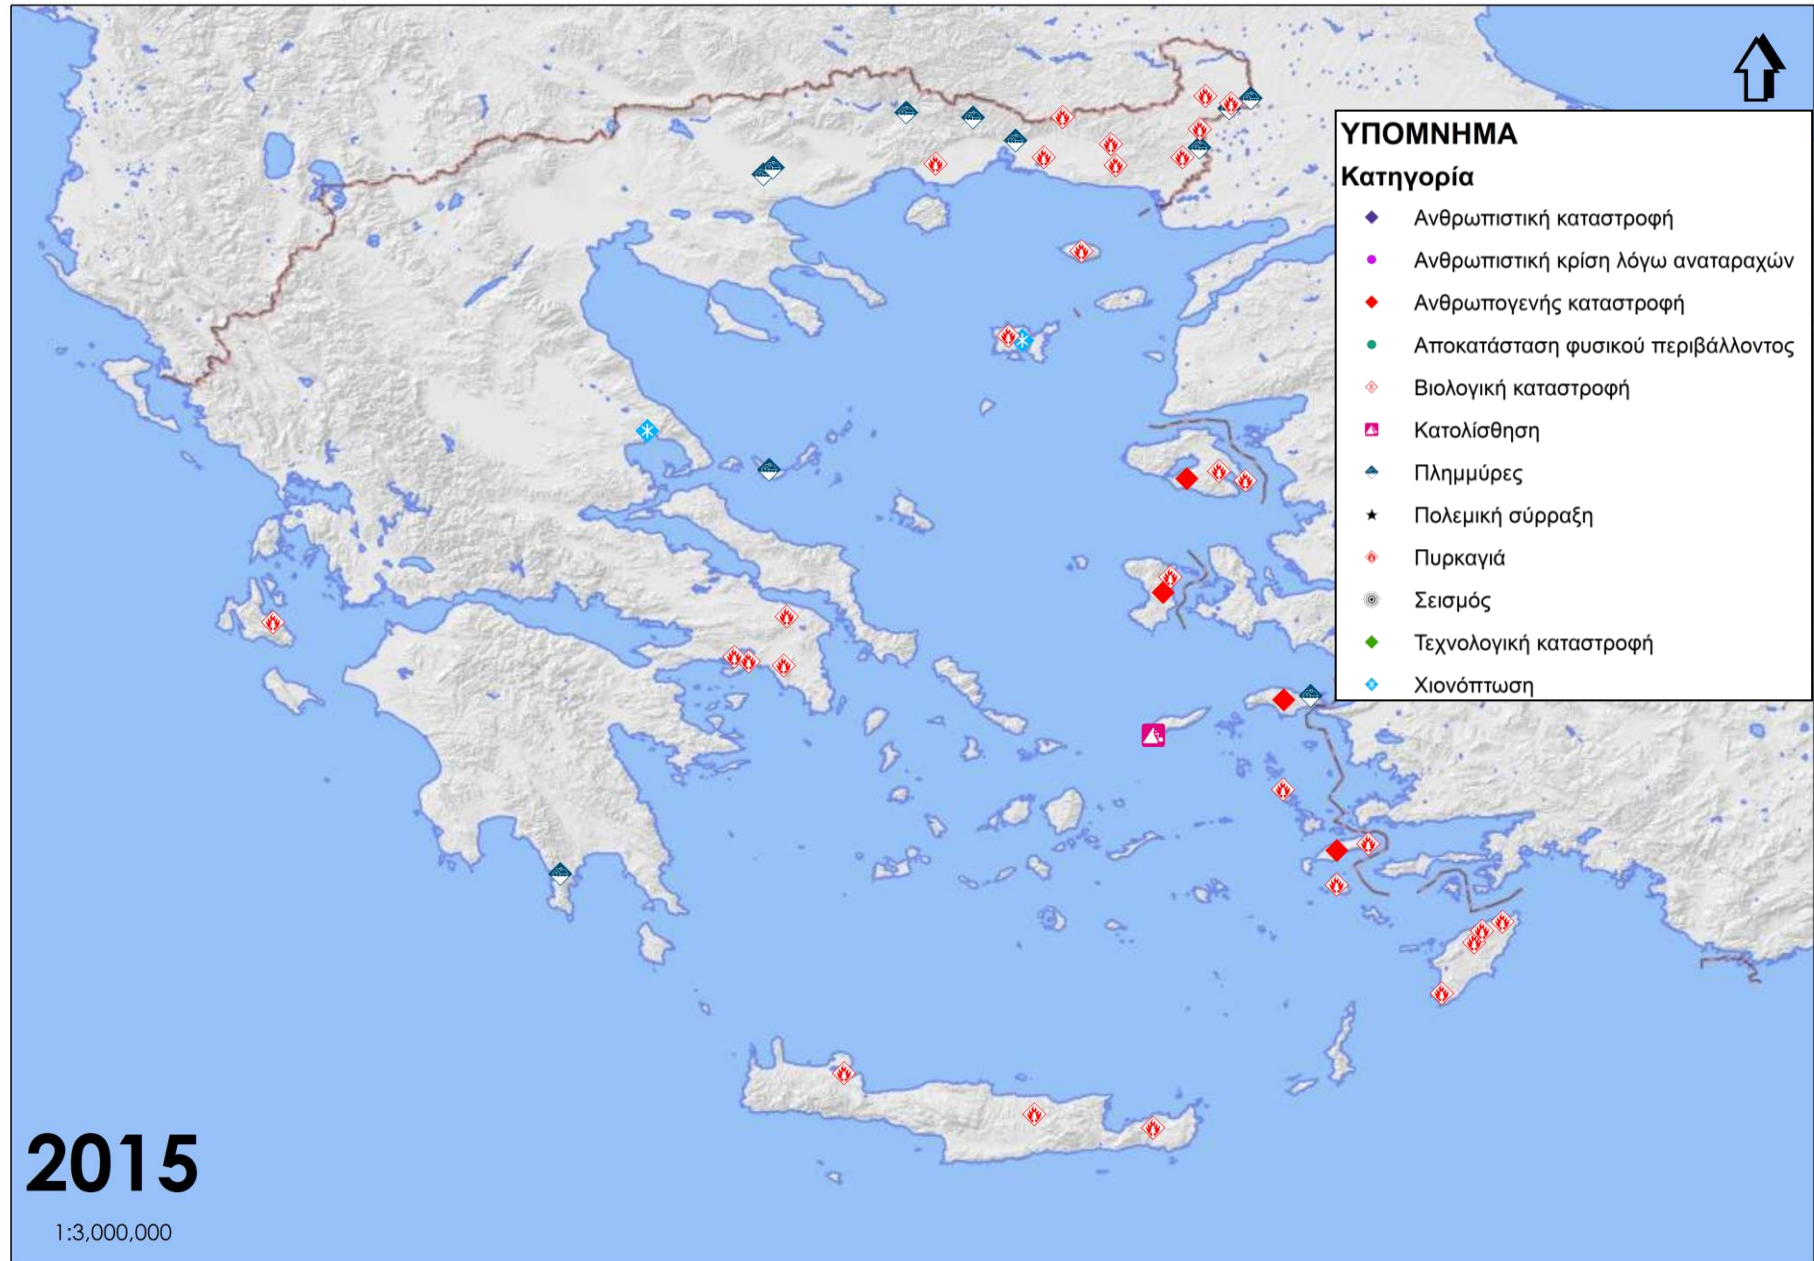 ΥΠΟΜΝΗΜΑ
Κατηγορία
Ανθρωπιστική καταστροφή
Ανθρωπιστική κρίση λόγω αναταραχών
Ανθρωπογενής καταστροφή
Αποκατάσταση φυσικού περιβάλλοντος
Βιολογική καταστροφή
Κατολίσθηση
Πλημμύρες
Πολεμική σύρραξη
Πυρκαγιά
Σεισμός
Τεχνολογική καταστροφή
Χιονόπτωση
2015
1:3,000,000